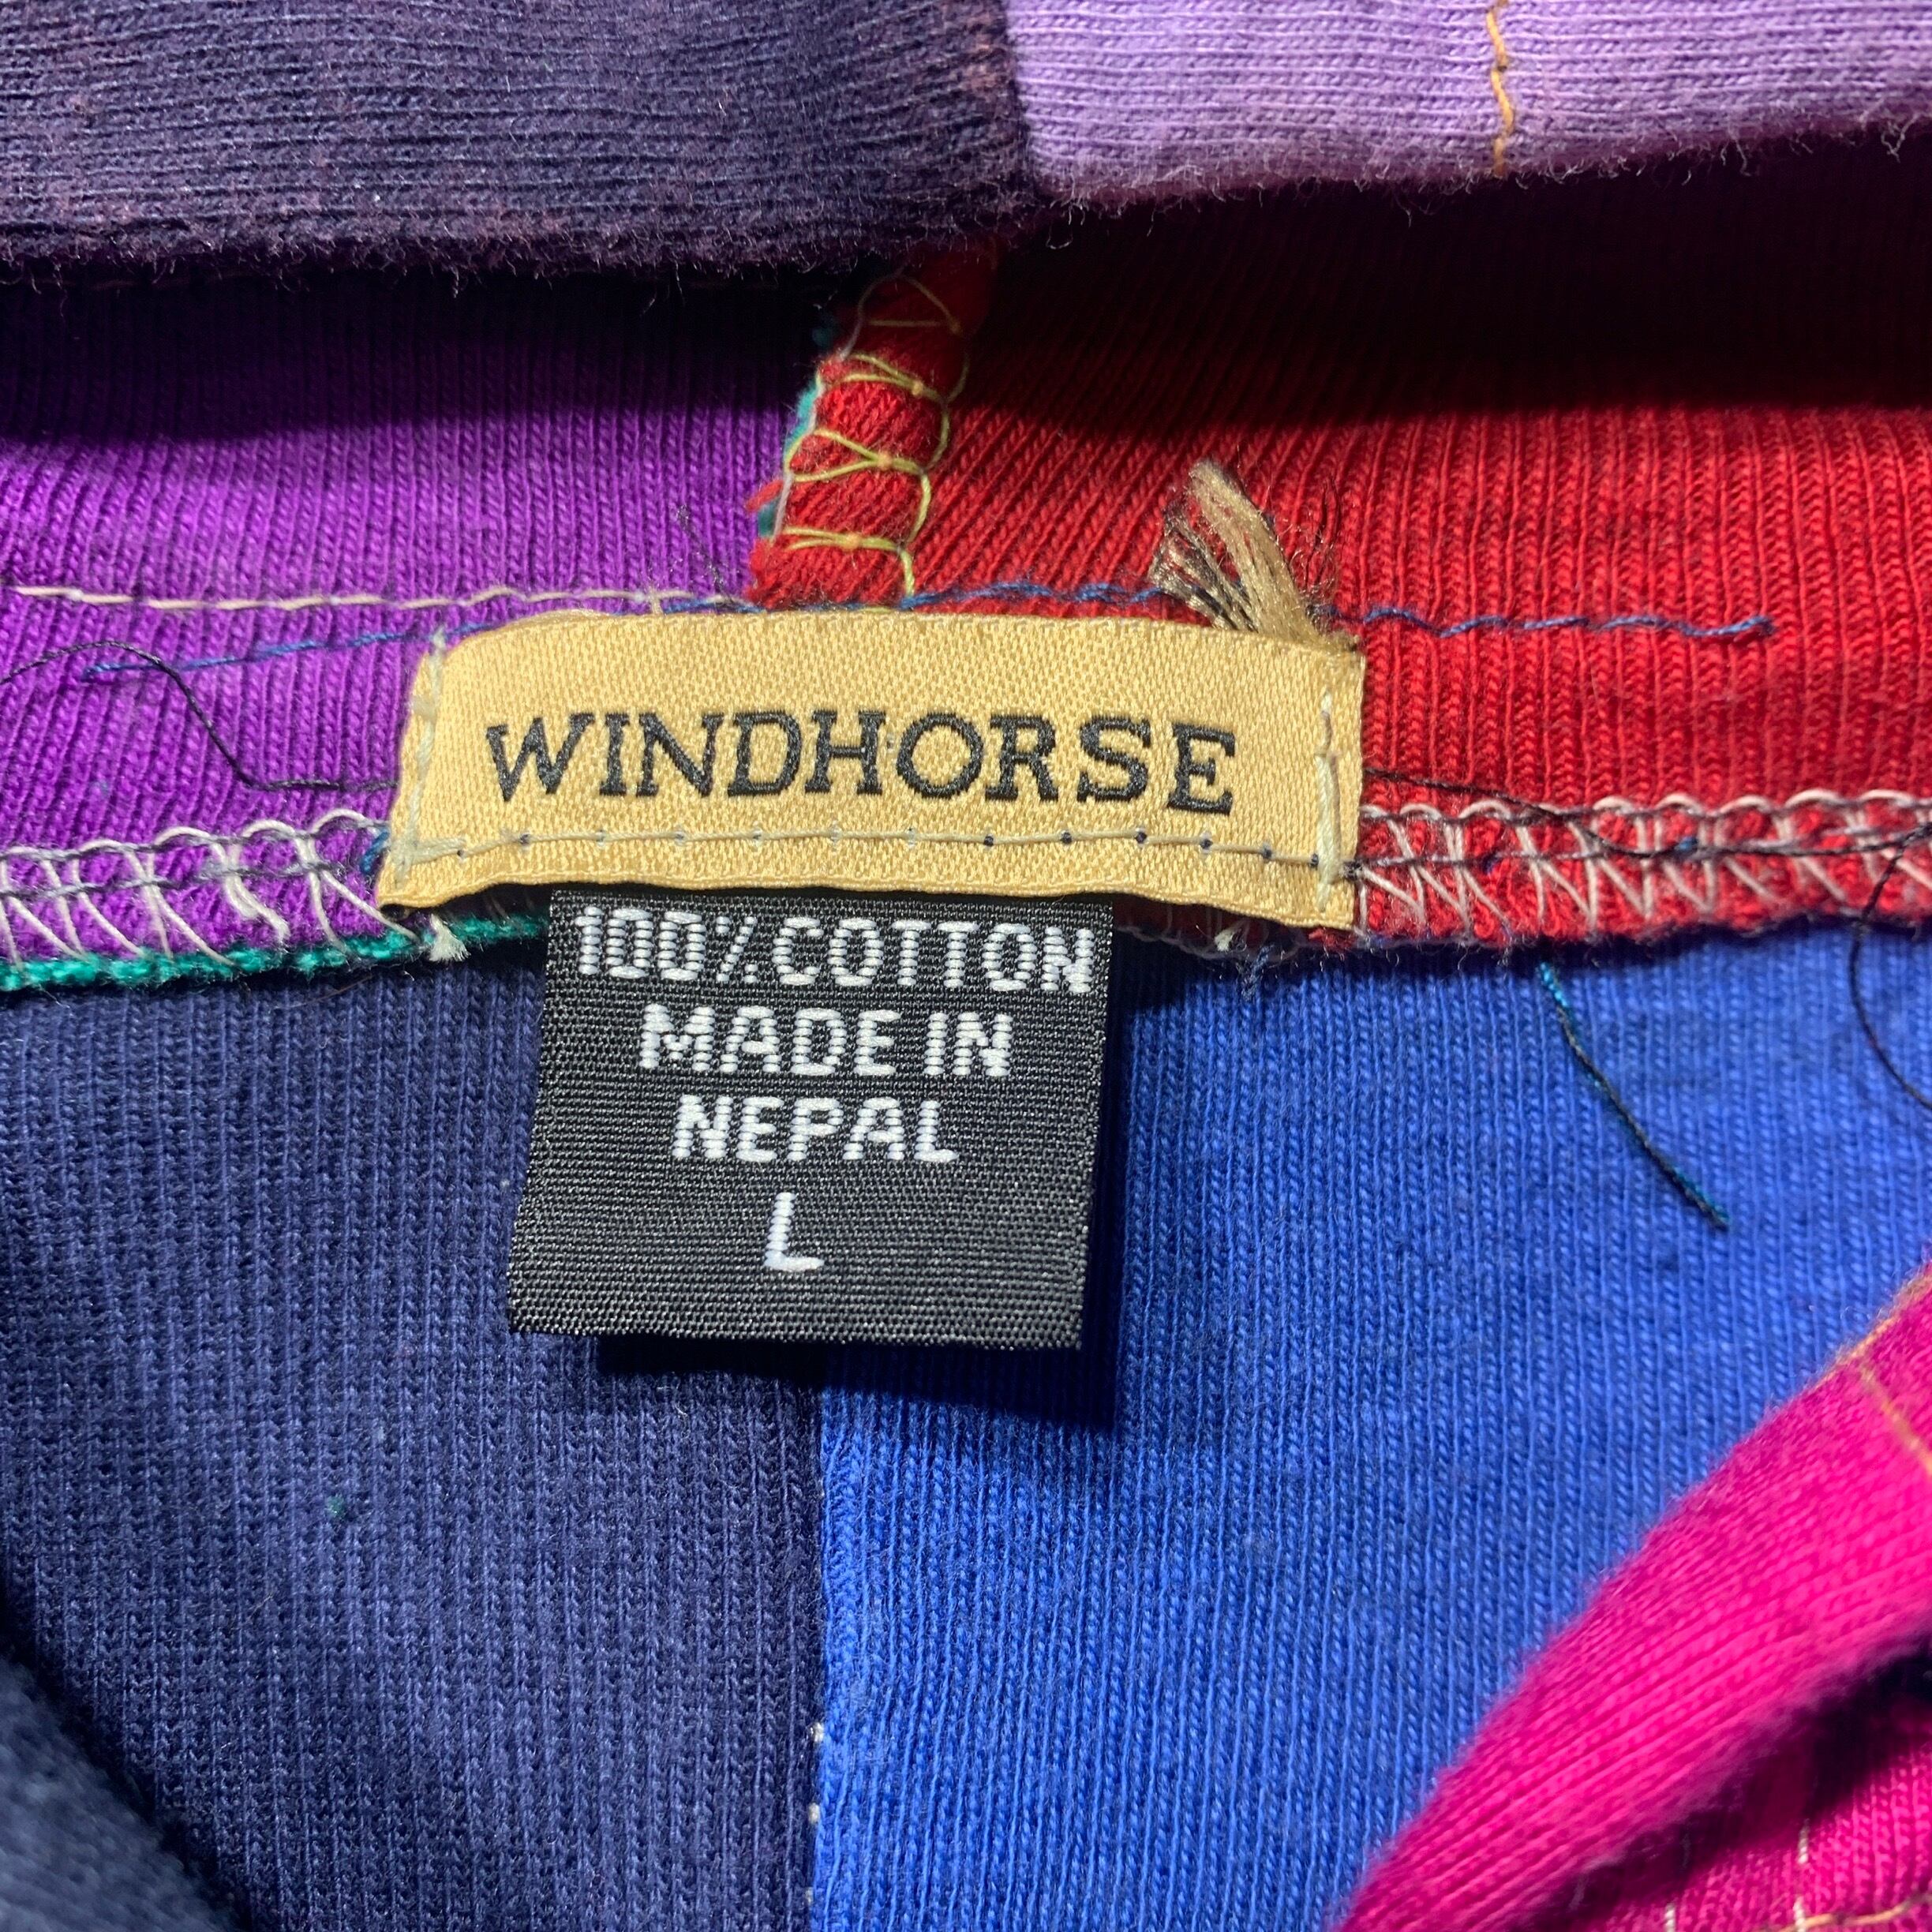 WINDHORSE
100% COTTON
MADE IN
NEPAL
L